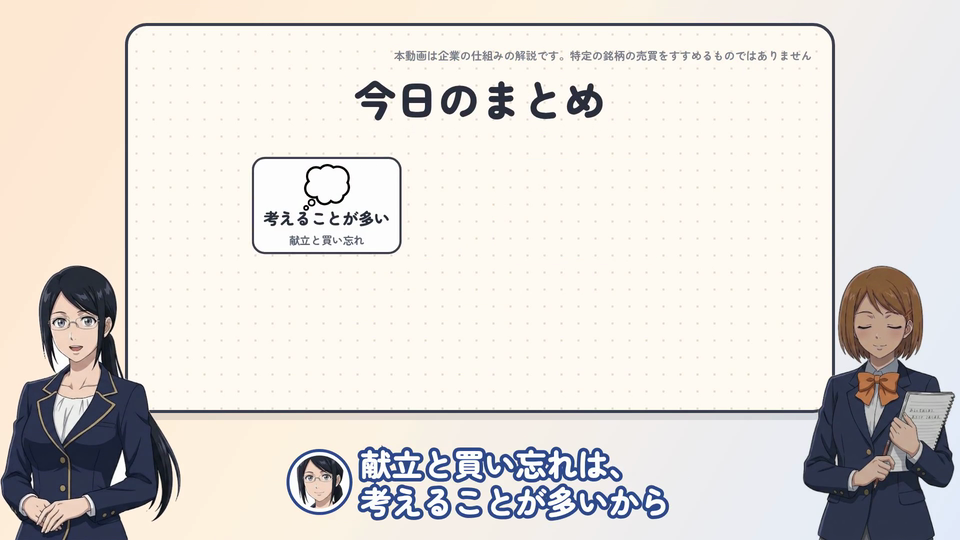 本動画は企業の仕組みの解説です。特定の銘柄の売買をすすめるものではありません
今日のまとめ
考えることが多い
献立と買い忘れ
献立と買い忘れは、
考えることが多いから